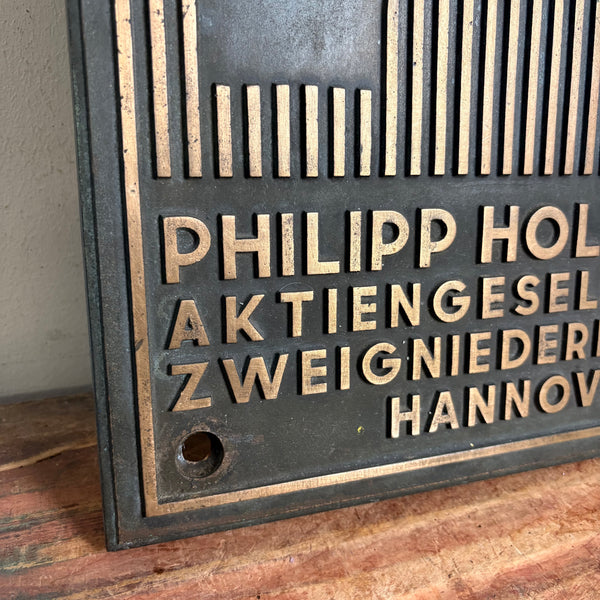 PHILIPP HOL
AKTIENGESEL
ZWEIGNIEDER
HANNOV